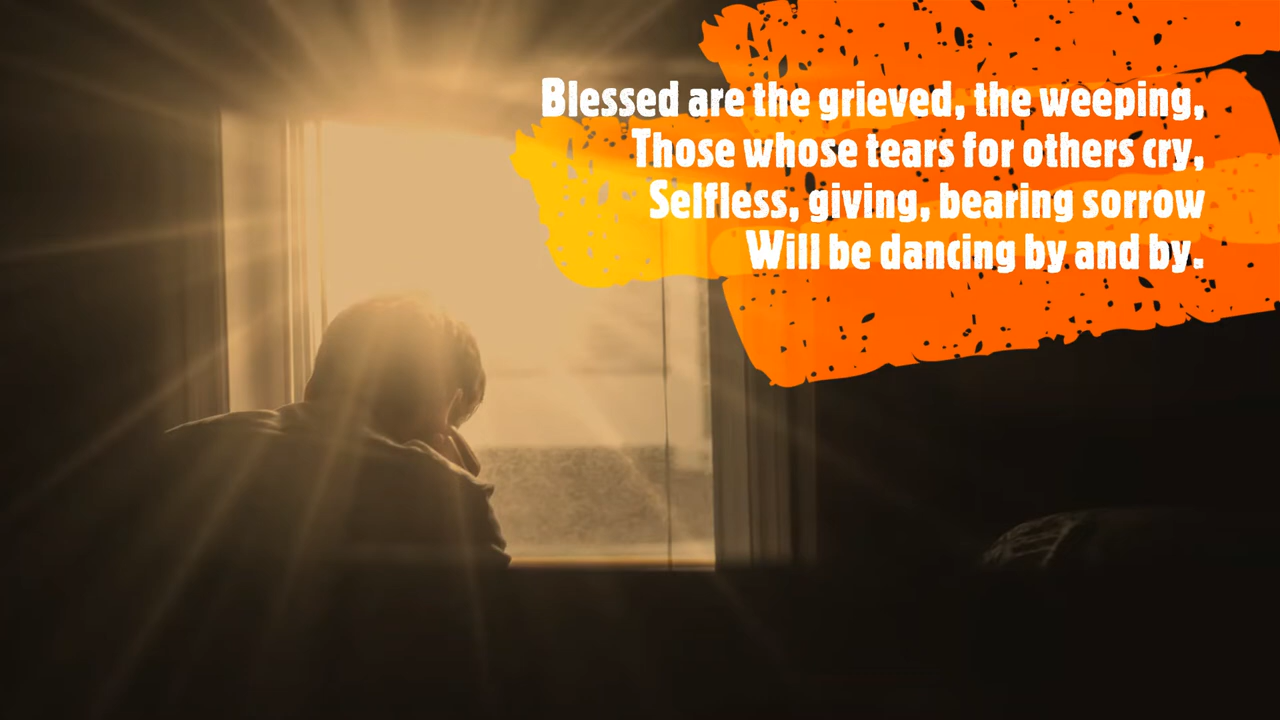 Blessed are the grieved, the weeping,
Those whose tears for others cry,
Selfless, giving, bearing sorrow
Will be dancing by and by.